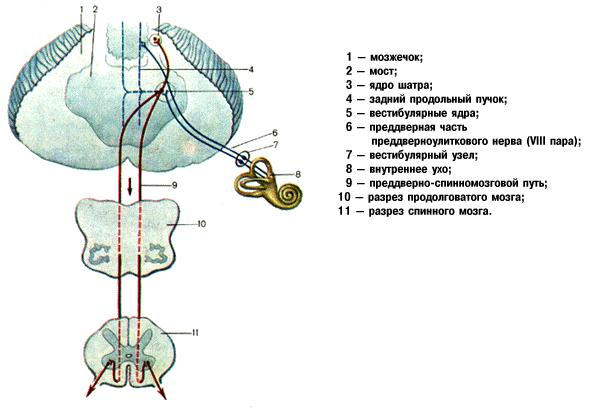 1
2
3
4
5
6
7
8
9
10
11
1 — мозжечок;
2 — мост;
3 — ядро шатра;
4 — задний продольный пучок;
5 — вестибулярные ядра;
6 — преддверная часть
преддверноулиткового нерва (VIII пара);
7 — вестибулярный узел;
8 — внутреннее ухо;
9 — преддверно-спинномозговой путь;
10 — разрез продолговатого мозга;
11 — разрез спинного мозга.